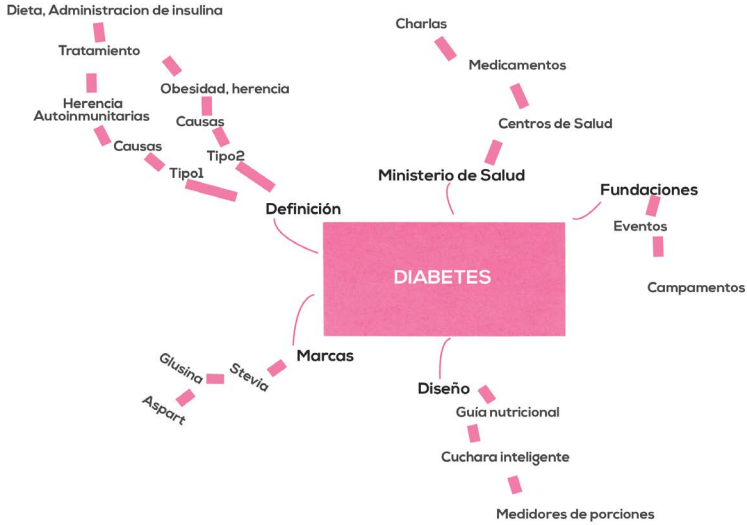 Dieta, Administracion de insulina
Tratamiento
Herencia
Autoinmunitarias
Causas
Tipo1
Obesidad, herencia
Causas
Tipo2
Definición
Charlas
Medicamentos
Centros de Salud
Ministerio de Salud
Fundaciones
Eventos
Campamentos
DIABETES
Marcas
Stevia
Glusina
Aspart
Diseño
Guía nutricional
Cuchara inteligente
Medidores de porciones